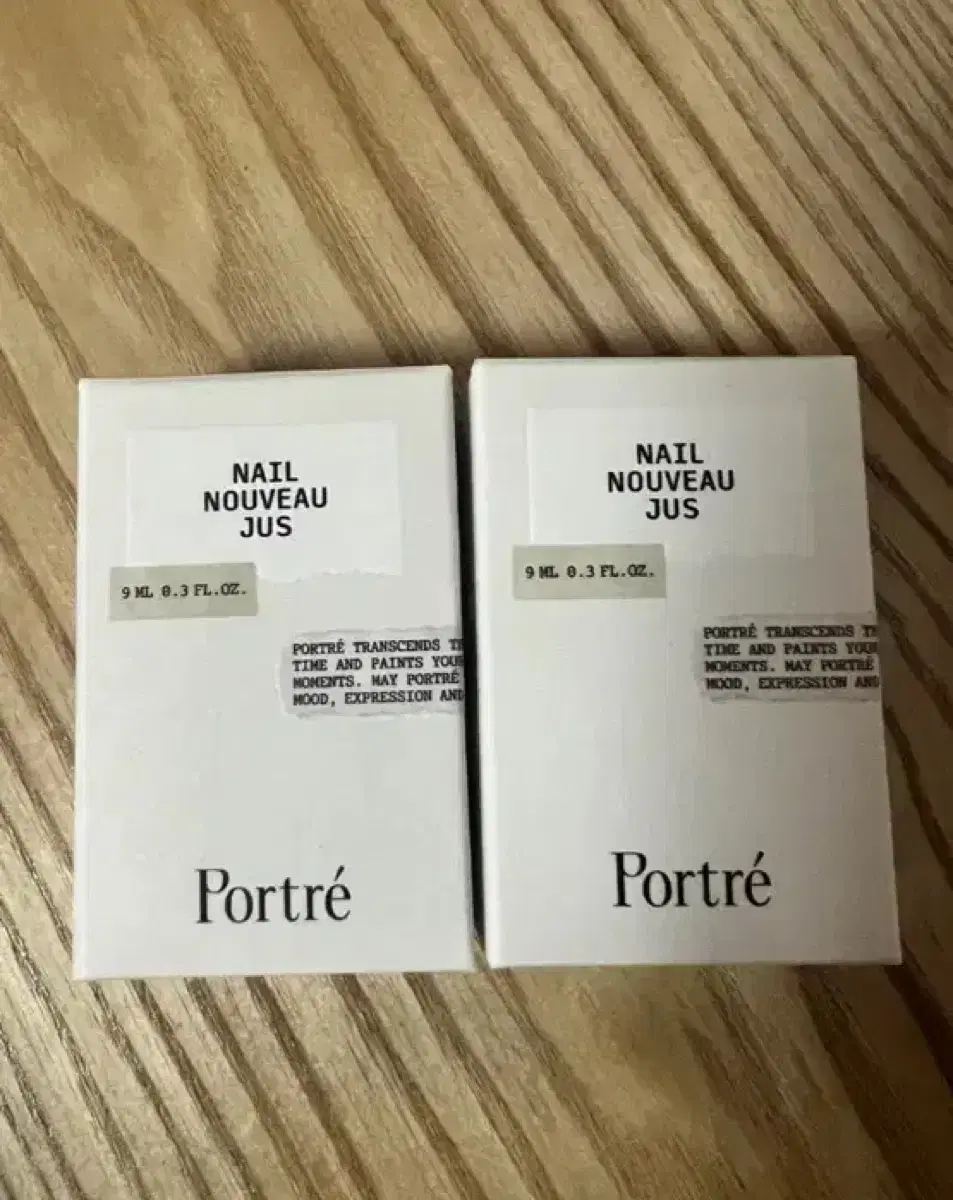 NAIL
NOUVEAU
JUS
9 ML 0.3 FL.OZ.
PORTRÉ TRANSCENDS
TIME AND PAINTS
MOMENTS. MAY PORTRÉ
MOOD, EXPRESSION AND
Portré
NAIL
NOUVEAU
JUS
9 ML 0.3 FL.OZ.
PORTRÉ TRANSCENDS
TIME AND PAINTS
MOMENTS. MAY PORTRÉ
MOOD, EXPRESSION AND
Portré